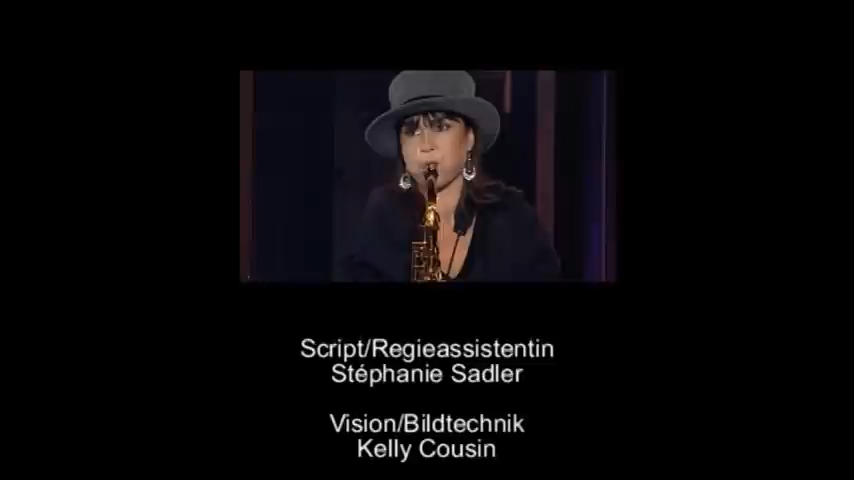 Script/Regieassistentin
Stéphanie Sadler
Vision/Bildtechnik
Kelly Cousin